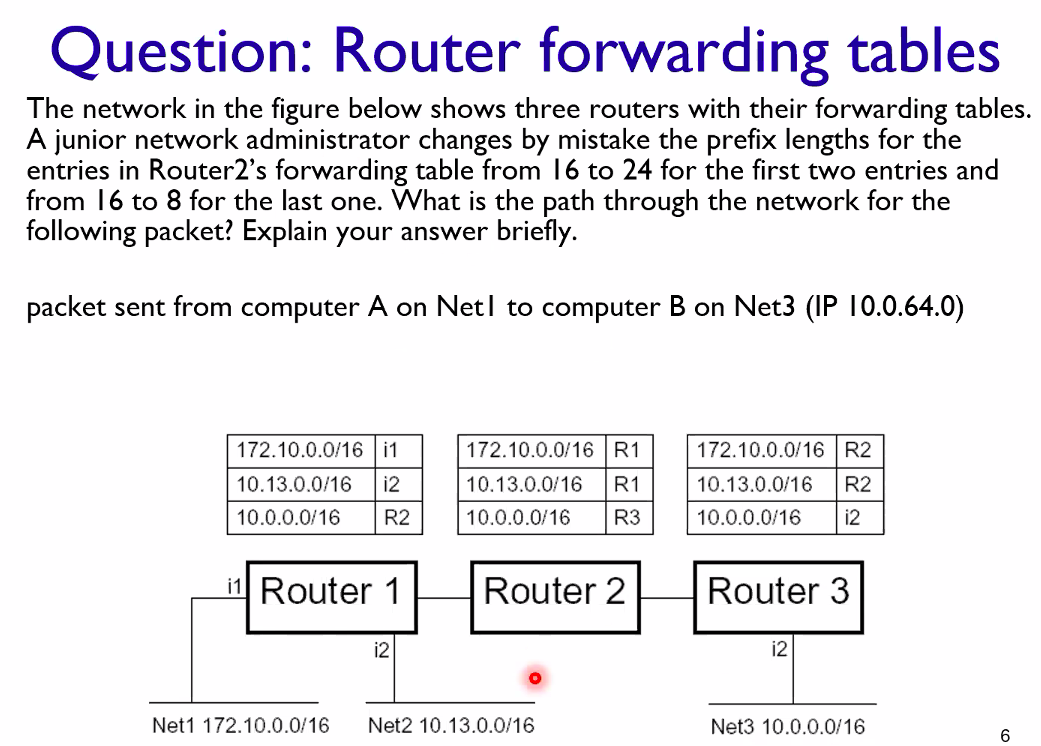 Question: Router forwarding tables
The network in the figure below shows three routers with their forwarding tables.
A junior network administrator changes by mistake the prefix lengths for the
entries in Router2’s forwarding table from 16 to 24 for the first two entries and
from 16 to 8 for the last one. What is the path through the network for the
following packet? Explain your answer briefly.
packet sent from computer A on Net1 to computer B on Net3 (IP 10.0.64.0)
172.10.0.0/16 i1
10.13.0.0/16 i2
10.0.0.0/16 R2
172.10.0.0/16 R1
10.13.0.0/16 R1
10.0.0.0/16 R3
172.10.0.0/16 R2
10.13.0.0/16 R2
10.0.0.0/16 i2
i1
Router 1
Router 2
Router 3
i2
i2
Net1 172.10.0.0/16
Net2 10.13.0.0/16
Net3 10.0.0.0/16
6